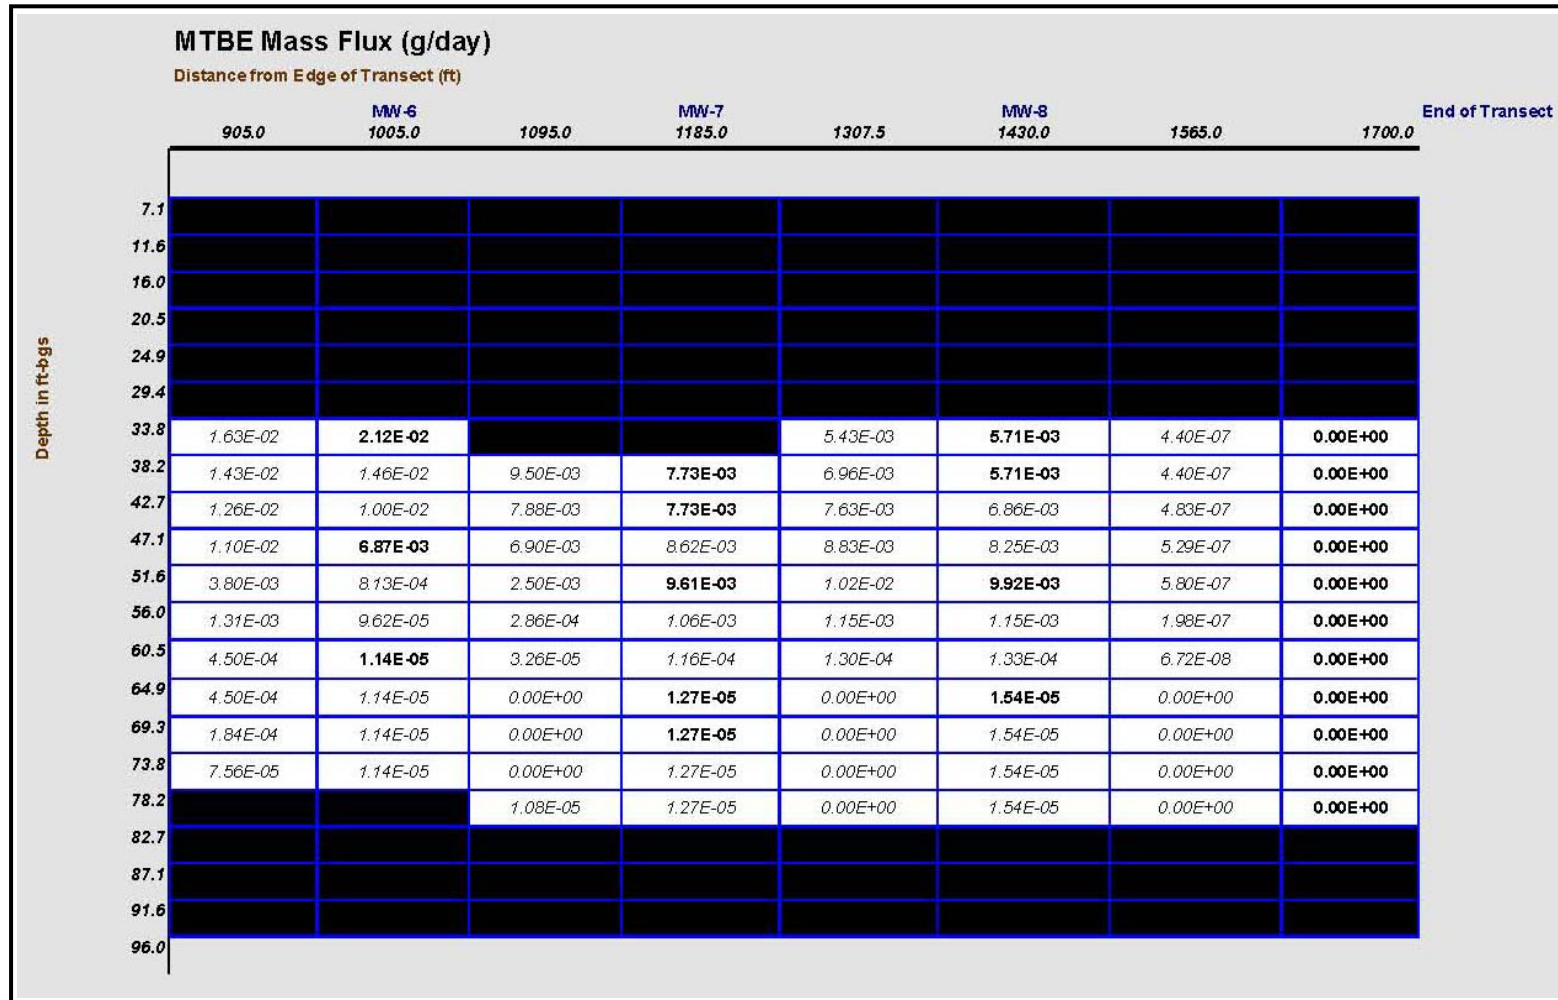 MTBE Mass Flux (g/day)
Distance from Edge of Transect (ft)
MW-6 MW-7 MW-8 End of Transect
905.0 1005.0 1095.0 1185.0 1307.5 1430.0 1565.0 1700.0
Depth in ft-bgs
7.1
11.6
16.0
20.5
24.9
29.4
33.8
1.63E-02 2.12E-02 5.43E-03 5.71E-03 4.40E-07 0.00E+00
38.2
1.43E-02 1.46E-02 9.50E-03 7.73E-03 6.96E-03 5.71E-03 4.40E-07 0.00E+00
42.7
1.26E-02 1.00E-02 7.88E-03 7.73E-03 7.63E-03 6.86E-03 4.83E-07 0.00E+00
47.1
1.10E-02 6.87E-03 6.90E-03 8.62E-03 8.83E-03 8.25E-03 5.29E-07 0.00E+00
51.6
3.80E-03 8.13E-04 2.50E-03 9.61E-03 1.02E-02 9.92E-03 5.80E-07 0.00E+00
56.0
1.31E-03 9.62E-05 2.86E-04 1.06E-03 1.15E-03 1.15E-03 1.98E-07 0.00E+00
60.5
4.50E-04 1.14E-05 3.26E-05 1.16E-04 1.30E-04 1.33E-04 6.72E-08 0.00E+00
64.9
4.50E-04 1.14E-05 0.00E+00 1.27E-05 0.00E+00 1.54E-05 0.00E+00 0.00E+00
69.3
1.84E-04 1.14E-05 0.00E+00 1.27E-05 0.00E+00 1.54E-05 0.00E+00 0.00E+00
73.8
7.56E-05 1.14E-05 0.00E+00 1.27E-05 0.00E+00 1.54E-05 0.00E+00 0.00E+00
78.2
1.08E-05 1.27E-05 0.00E+00 1.54E-05 0.00E+00 0.00E+00
82.7
87.1
91.6
96.0